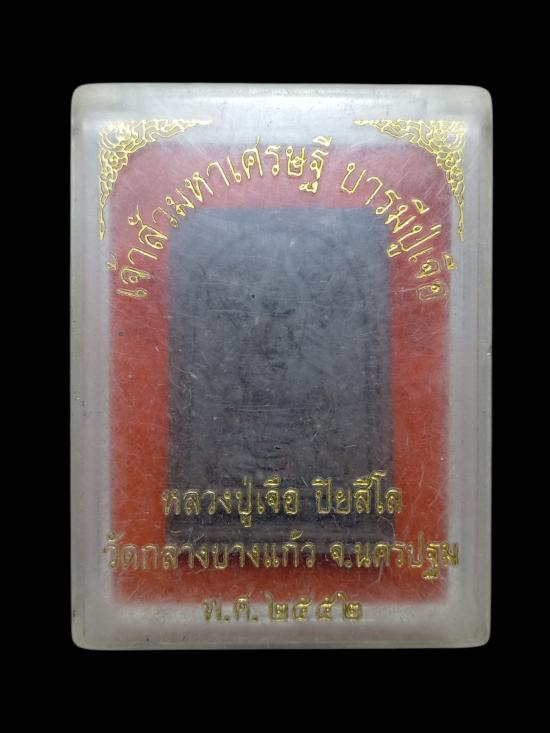 เจ้าสัวมหาเศรษฐี บารมีปู่เจือ
หลวงปู่เจือ ปิยสีโล
วัดกลางบางแก้ว จ.นครปฐม
พ.ศ. ๒๕๕๒